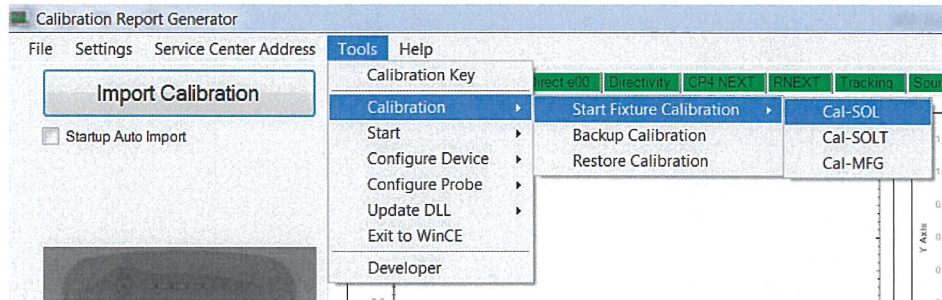 Calibration Report Generator
File Settings Service Center Address Tools Help
Import Calibration
Startup Auto Import
Calibration Key
Calibration
Start
Configure Device
Configure Probe
Update DLL
Exit to WinCE
Developer
Start Fixture Calibration
Backup Calibration
Restore Calibration
Cal-SOL
Cal-SOLT
Cal-MFG
Directivity CP4 NEXT RNEXT Tracking
Y Axis